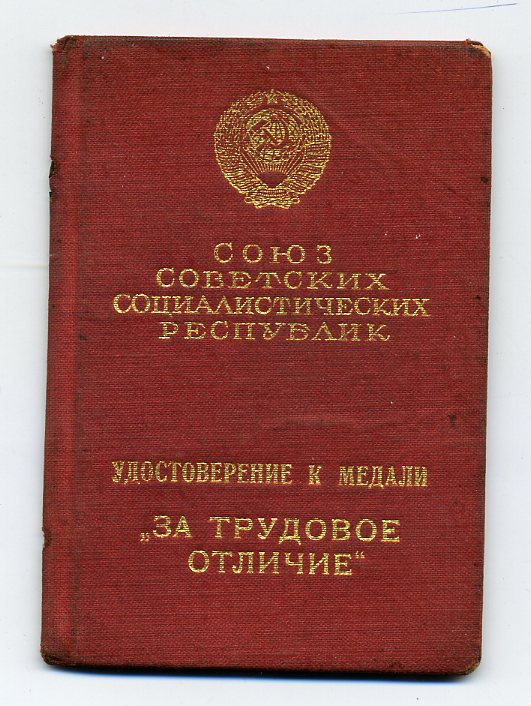 СОЮЗ
СОВЕТСКИХ
СОЦИАЛИСТИЧЕСКИХ
РЕСПУБЛИК
УДОСТОВЕРЕНИЕ К МЕДАЛИ
„ЗА ТРУДОВОЕ
ОТЛИЧИЕ“